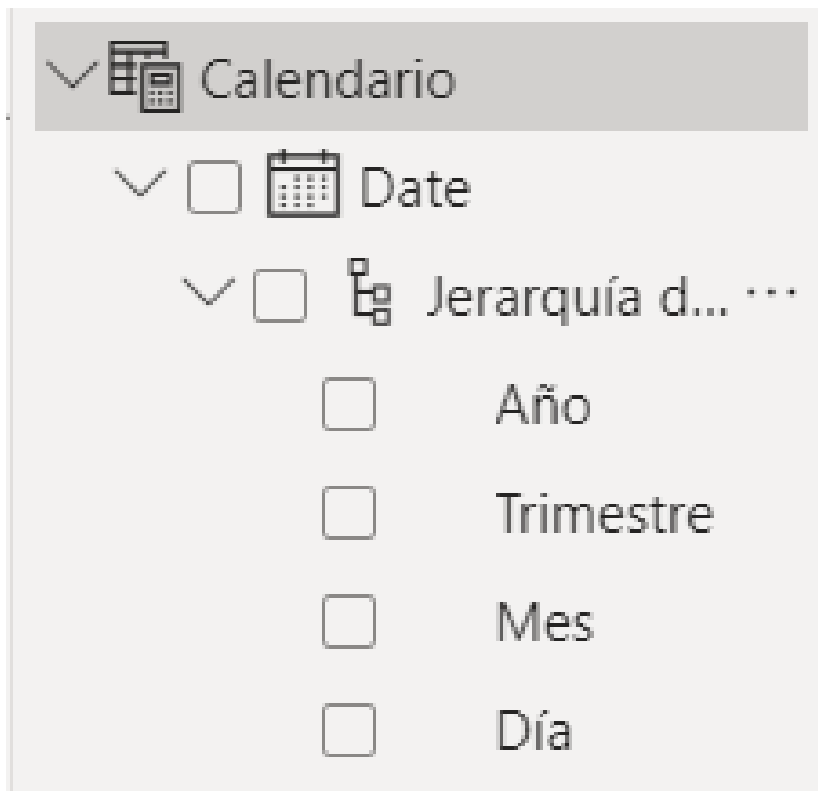 Calendario
Date
Jerarquía d... ...
Año
Trimestre
Mes
Día